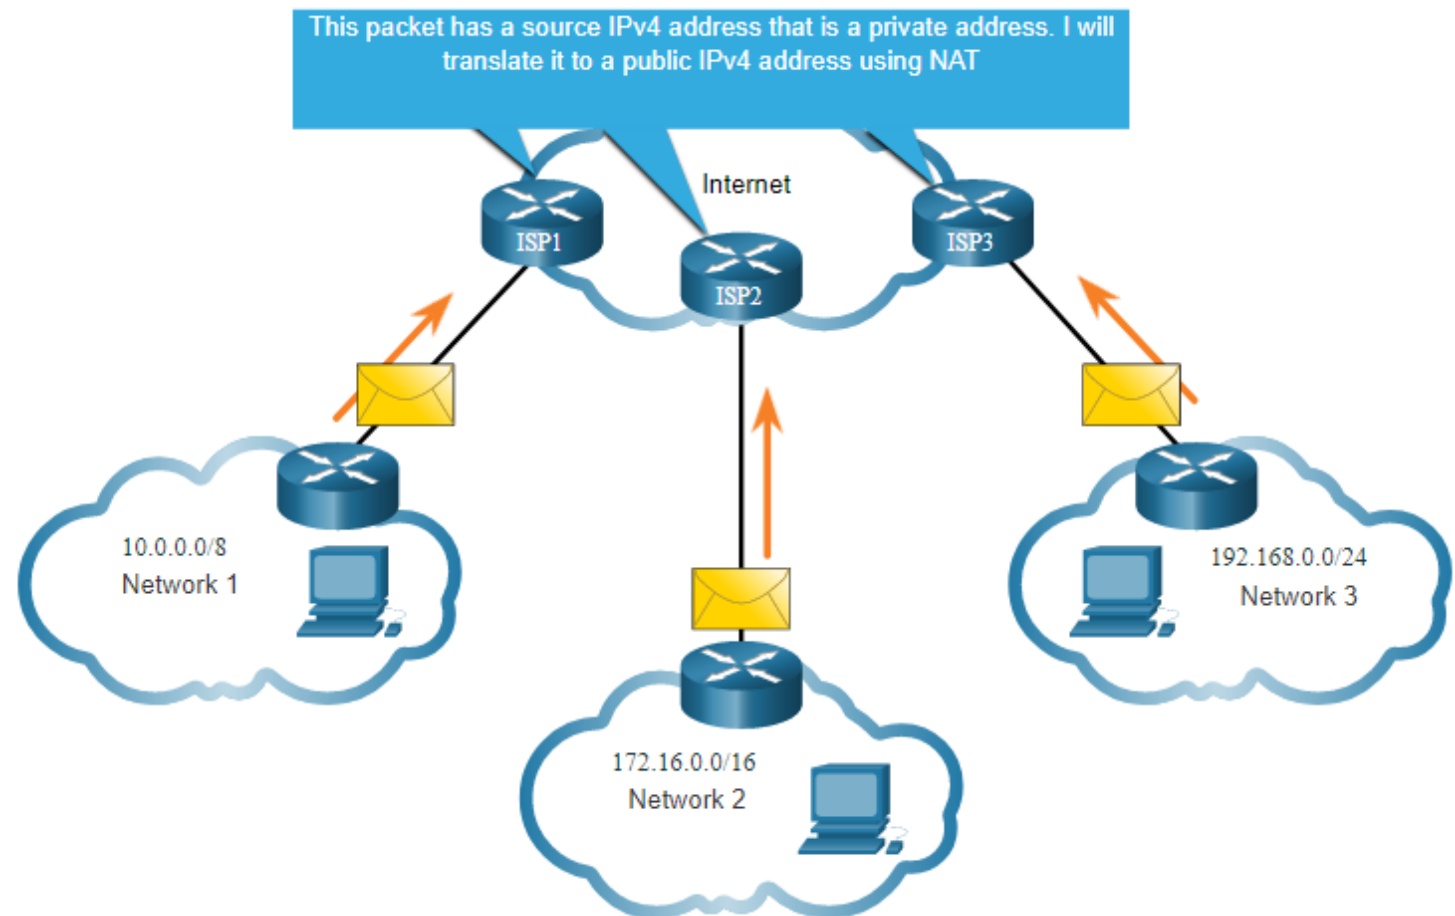 This packet has a source IPv4 address that is a private address. I will
translate it to a public IPv4 address using NAT
Internet
ISP1
ISP2
ISP3
10.0.0.0/8
Network 1
172.16.0.0/16
Network 2
192.168.0.0/24
Network 3